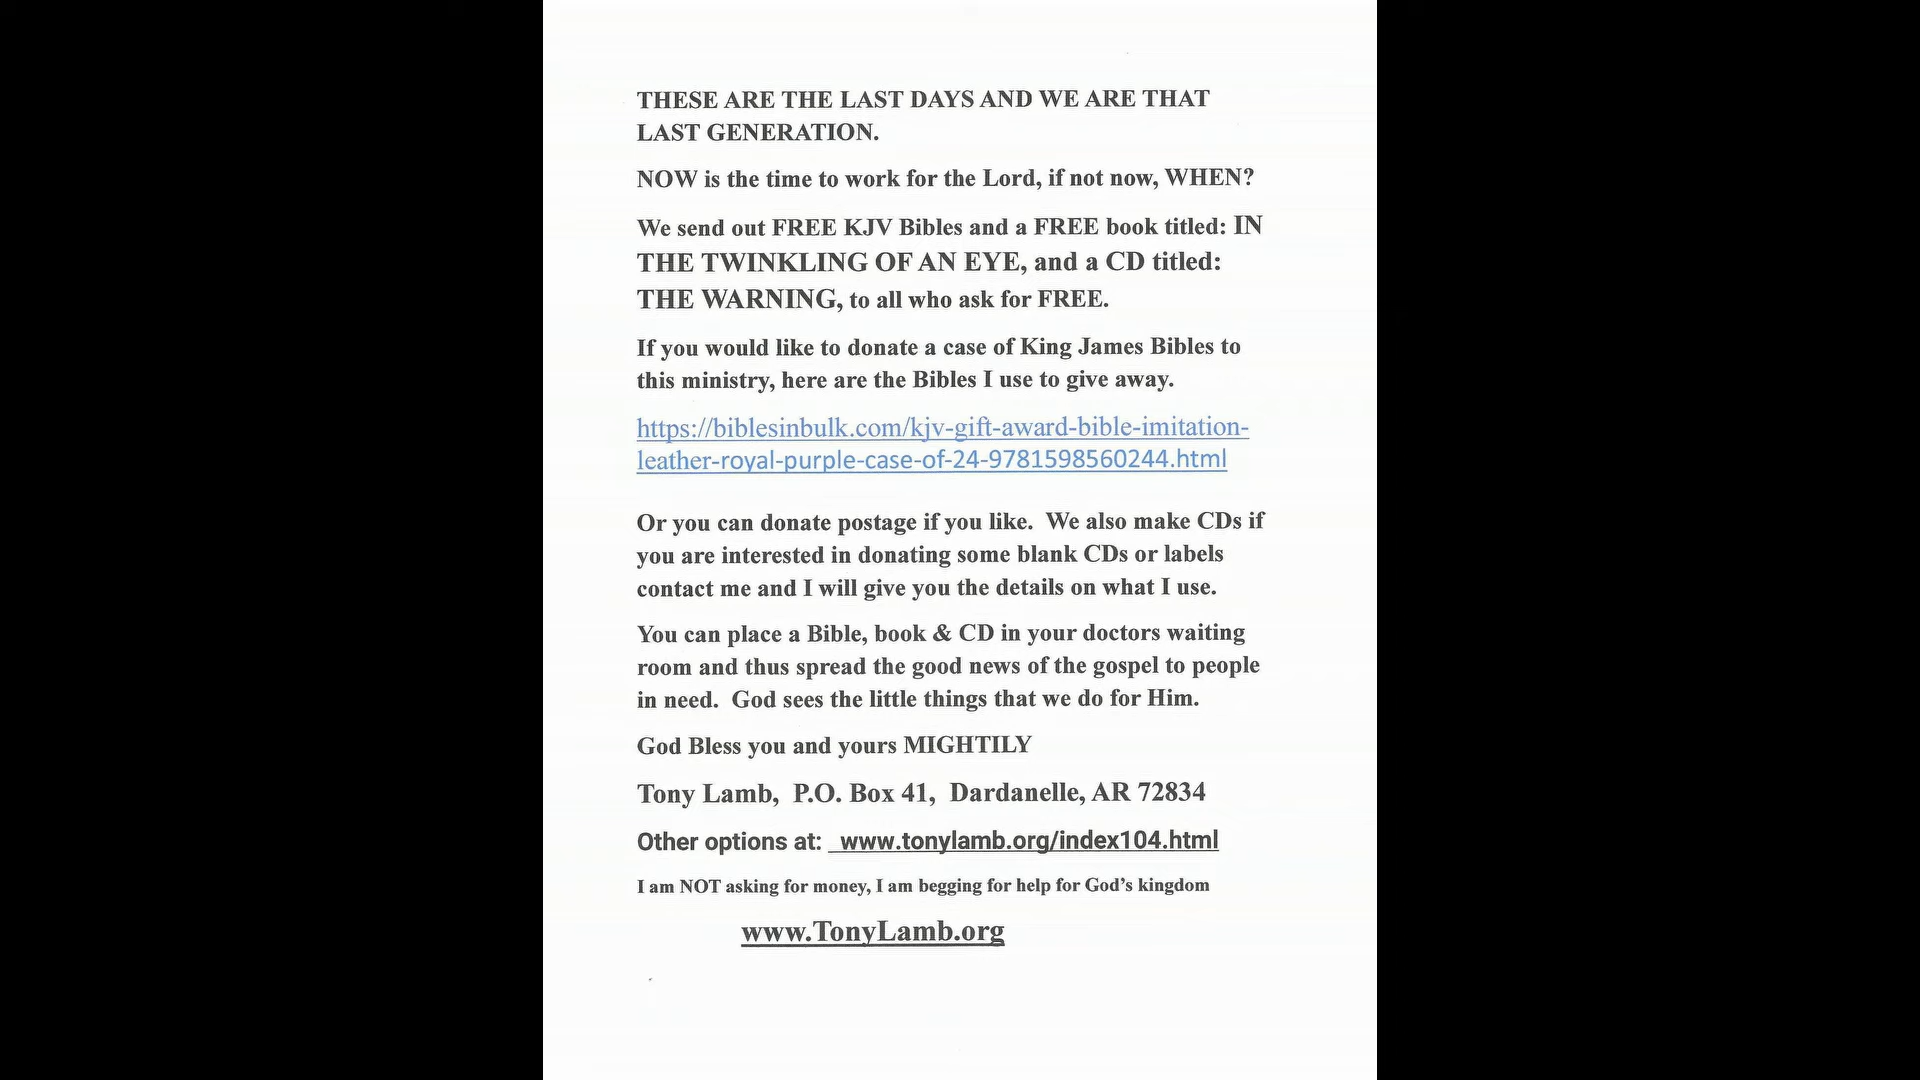 THESE ARE THE LAST DAYS AND WE ARE THAT
LAST GENERATION.
NOW is the time to work for the Lord, if not now, WHEN?
We send out FREE KJV Bibles and a FREE book titled: IN
THE TWINKLING OF AN EYE, and a CD titled:
THE WARNING, to all who ask for FREE.
If you would like to donate a case of King James Bibles to
this ministry, here are the Bibles I use to give away.
https://biblesinbulk.com/kjv-gift-award-bible-imitation-
leather-royal-purple-case-of-24-9781598560244.html
Or you can donate postage if you like.  We also make CDs if
you are interested in donating some blank CDs or labels
contact me and I will give you the details on what I use.
You can place a Bible, book & CD in your doctors waiting
room and thus spread the good news of the gospel to people
in need.  God sees the little things that we do for Him.
God Bless you and yours MIGHTILY
Tony Lamb,  P.O. Box 41,  Dardanelle, AR 72834
Other options at:  www.tonylamb.org/index104.html
I am NOT asking for money, I am begging for help for God’s kingdom
www.TonyLamb.org